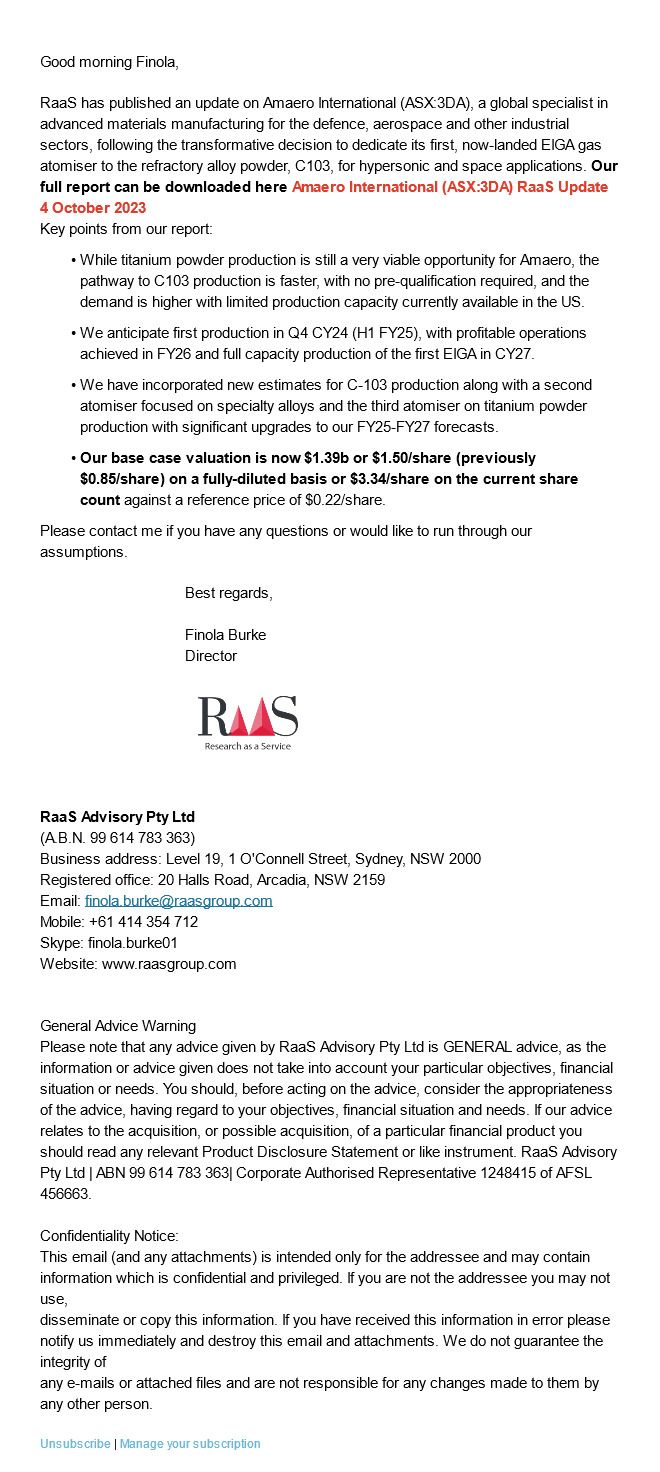 Good morning Finola,
RaaS has published an update on Amaero International (ASX:3DA), a global specialist in
advanced materials manufacturing for the defence, aerospace and other industrial
sectors, following the transformative decision to dedicate its first, now-landed EIGA gas
atomiser to the refractory alloy powder, C103, for hypersonic and space applications. Our
full report can be downloaded here Amaero International (ASX:3DA) RaaS Update
4 October 2023
Key points from our report:
• While titanium powder production is still a very viable opportunity for Amaero, the
pathway to C103 production is faster, with no pre-qualification required, and the
demand is higher with limited production capacity currently available in the US.
• We anticipate first production in Q4 CY24 (H1 FY25), with profitable operations
achieved in FY26 and full capacity production of the first EIGA in CY27.
• We have incorporated new estimates for C-103 production along with a second
atomiser focused on specialty alloys and the third atomiser on titanium powder
production with significant upgrades to our FY25-FY27 forecasts.
• Our base case valuation is now $1.39b or $1.50/share (previously
$0.85/share) on a fully-diluted basis or $3.34/share on the current share
count against a reference price of $0.22/share.
Please contact me if you have any questions or would like to run through our
assumptions.
Best regards,
Finola Burke
Director
RaaS
Research as a Service
RaaS Advisory Pty Ltd
(A.B.N. 99 614 783 363)
Business address: Level 19, 1 O'Connell Street, Sydney, NSW 2000
Registered office: 20 Halls Road, Arcadia, NSW 2159
Email: finola.burke@raasgroup.com
Mobile: +61 414 354 712
Skype: finola.burke01
Website: www.raasgroup.com
General Advice Warning
Please note that any advice given by RaaS Advisory Pty Ltd is GENERAL advice, as the
information or advice given does not take into account your particular objectives, financial
situation or needs. You should, before acting on the advice, consider the appropriateness
of the advice, having regard to your objectives, financial situation and needs. If our advice
relates to the acquisition, or possible acquisition, of a particular financial product you
should read any relevant Product Disclosure Statement or like instrument. RaaS Advisory
Pty Ltd | ABN 99 614 783 363| Corporate Authorised Representative 1248415 of AFSL
456663.
Confidentiality Notice:
This email (and any attachments) is intended only for the addressee and may contain
information which is confidential and privileged. If you are not the addressee you may not
use,
disseminate or copy this information. If you have received this information in error please
notify us immediately and destroy this email and attachments. We do not guarantee the
integrity of
any e-mails or attached files and are not responsible for any changes made to them by
any other person.
Unsubscribe | Manage your subscription